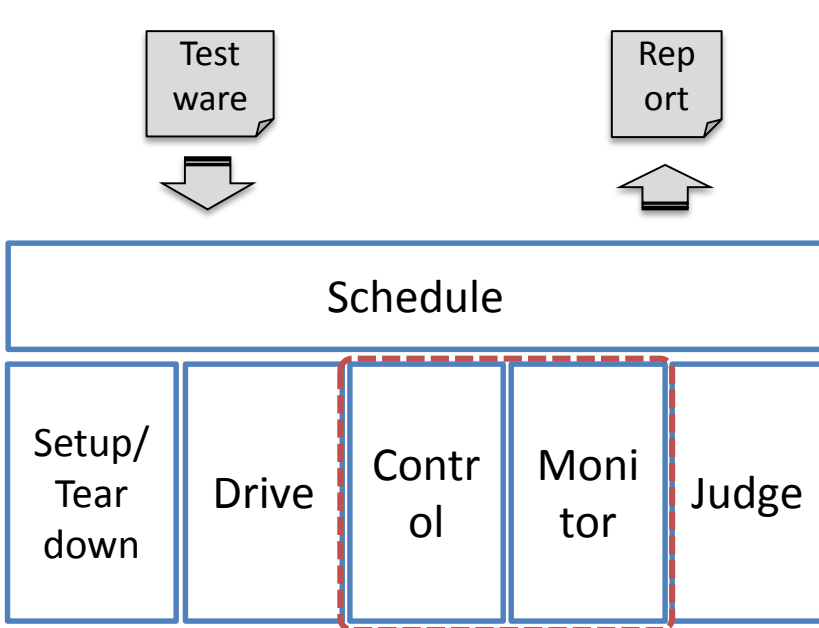 Test
ware
Rep
ort
Schedule
Setup/
Tear
down
Drive
Contr
ol
Moni
tor
Judge